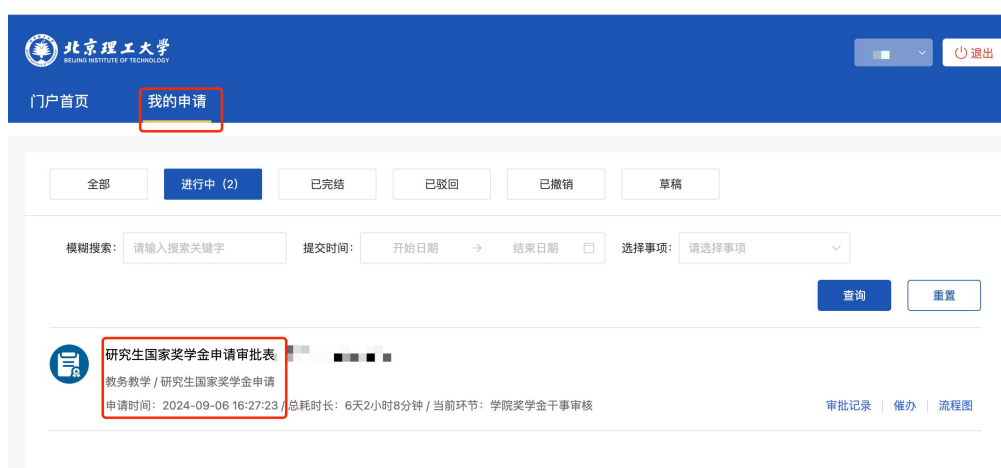 北京理工大学
BEIJING INSTITUTE OF TECHNOLOGY
退出
门户首页 我的申请
全部 进行中（2） 已完结 已驳回 已撤销 草稿
模糊搜索： 请输入搜索关键字 提交时间： 开始日期 → 结束日期 选择事项： 请选择事项
查询 重置
研究生国家奖学金申请审批表
教务教学 / 研究生国家奖学金申请
申请时间：2024-09-06 16:27:23 / 总耗时长：6天2小时8分钟 / 当前环节：学院奖学金干事审核 审批记录 催办 流程图